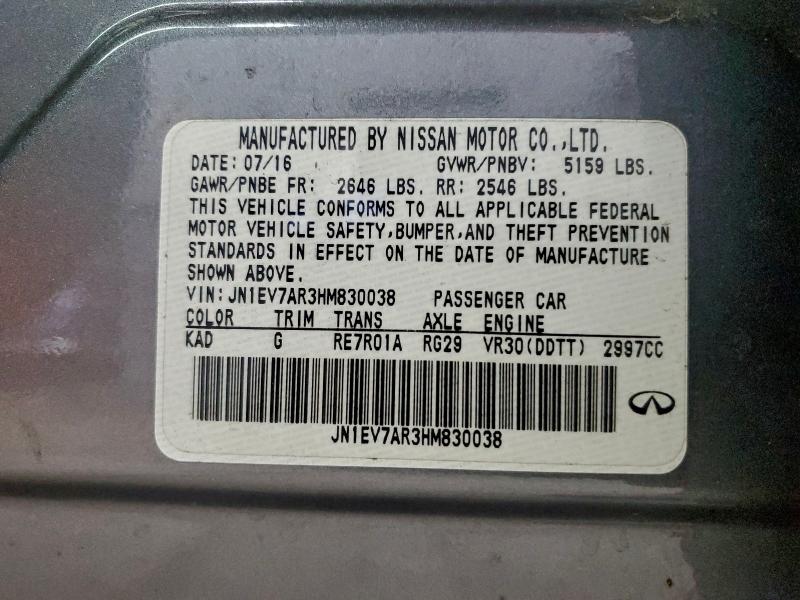 MANUFACTURED BY NISSAN MOTOR CO.,LTD.
DATE: 07/16 GVWR/PNBV: 5159 LBS.
GAWR/PNBE FR: 2646 LBS. RR: 2546 LBS.
THIS VEHICLE CONFORMS TO ALL APPLICABLE FEDERAL
MOTOR VEHICLE SAFETY,BUMPER,AND THEFT PREVENTION
STANDARDS IN EFFECT ON THE DATE OF MANUFACTURE
SHOWN ABOVE.
VIN: JN1EV7AR3HM830038 PASSENGER CAR
COLOR TRIM TRANS AXLE ENGINE
KAD G RE7R01A RG29 VR30(DDTT) 2997CC
JN1EV7AR3HM830038